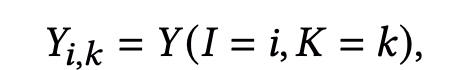 Y_{i,k} = Y(I = i, K = k),